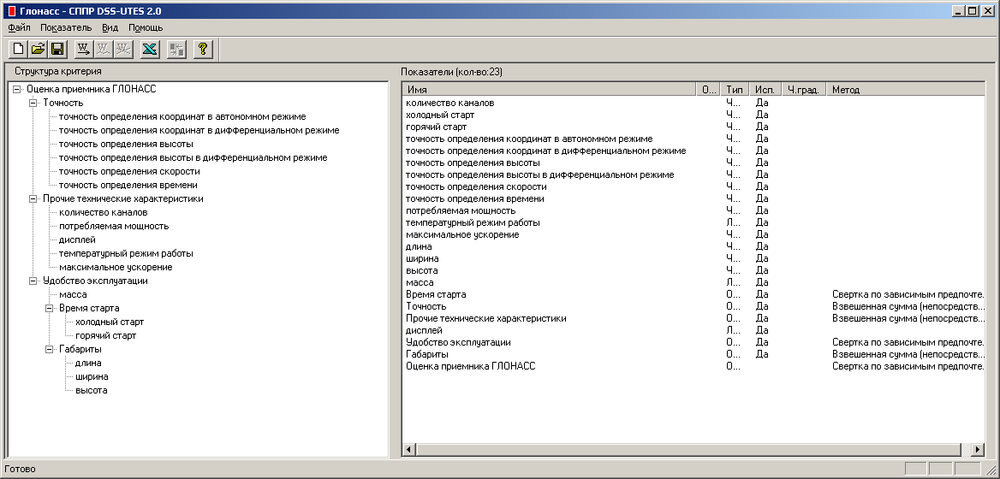 Глонасс - СППР DSS-UTES 2.0
Файл Показатель Вид Помощь
Структура критерия
Оценка приемника ГЛОНАСС
Точность
точность определения координат в автономном режиме
точность определения координат в дифференциальном режиме
точность определения высоты
точность определения высоты в дифференциальном режиме
точность определения скорости
точность определения времени
Прочие технические характеристики
количество каналов
потребляемая мощность
дисплей
температурный режим работы
максимальное ускорение
Удобство эксплуатации
масса
Время старта
холодный старт
горячий старт
Габариты
длина
ширина
высота
Показатели (кол-во:23)
Имя О... Тип Исп. Ч.град. Метод
количество каналов Ч... Да
холодный старт Ч... Да
горячий старт Ч... Да
точность определения координат в автономном режиме Ч... Да
точность определения координат в дифференциальном режиме Ч... Да
точность определения высоты Ч... Да
точность определения высоты в дифференциальном режиме Ч... Да
точность определения скорости Ч... Да
точность определения времени Ч... Да
потребляемая мощность Ч... Да
температурный режим работы Л... Да
максимальное ускорение Ч... Да
длина Ч... Да
ширина Ч... Да
высота Ч... Да
масса Л... Да
Время старта О... Да Свертка по зависимым предпочте...
Точность О... Да Взвешенная сумма (непосредств...
Прочие технические характеристики О... Да Взвешенная сумма (непосредств...
дисплей Л... Да
Удобство эксплуатации О... Да Свертка по зависимым предпочте...
Габариты О... Да Взвешенная сумма (непосредств...
Оценка приемника ГЛОНАСС О... Свертка по зависимым предпочте...
Готово